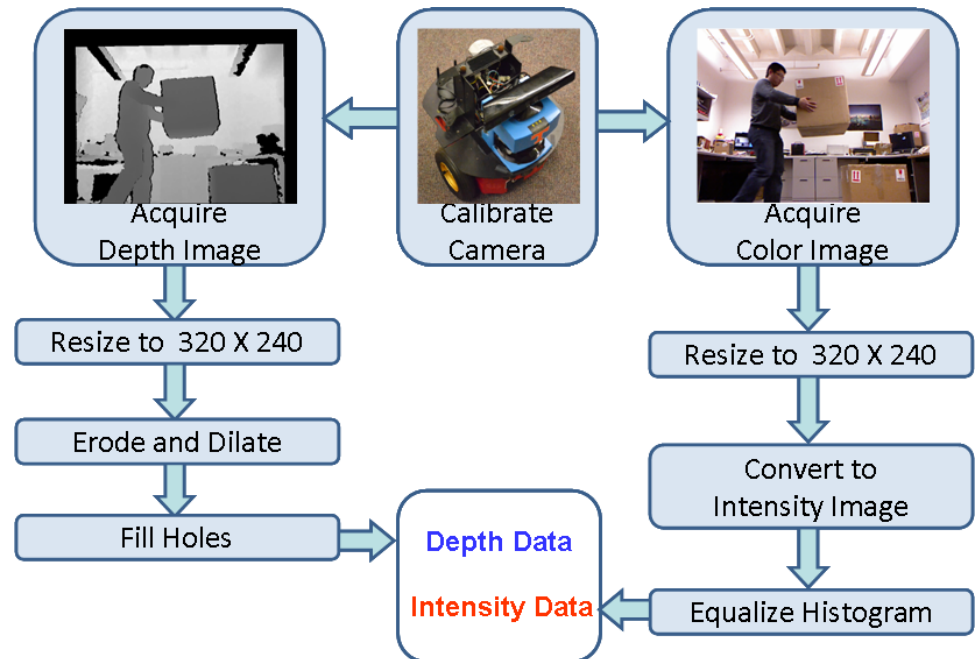 Acquire
Depth Image
Calibrate
Camera
Acquire
Color Image
Resize to 320 X 240
Resize to 320 X 240
Erode and Dilate
Convert to
Intensity Image
Fill Holes
Depth Data
Intensity Data
Equalize Histogram